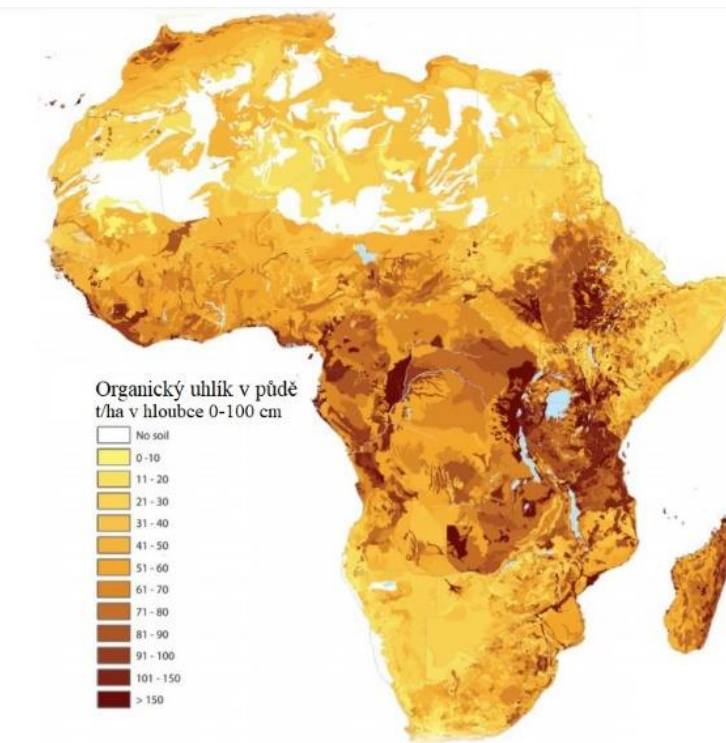 Organický uhlík v půdě
t/ha v hloubce 0-100 cm
No soil
0-10
11 - 20
21 - 30
31 - 40
41 - 50
51 - 60
61 - 70
71 - 80
81 - 90
91 - 100
101 - 150
> 150